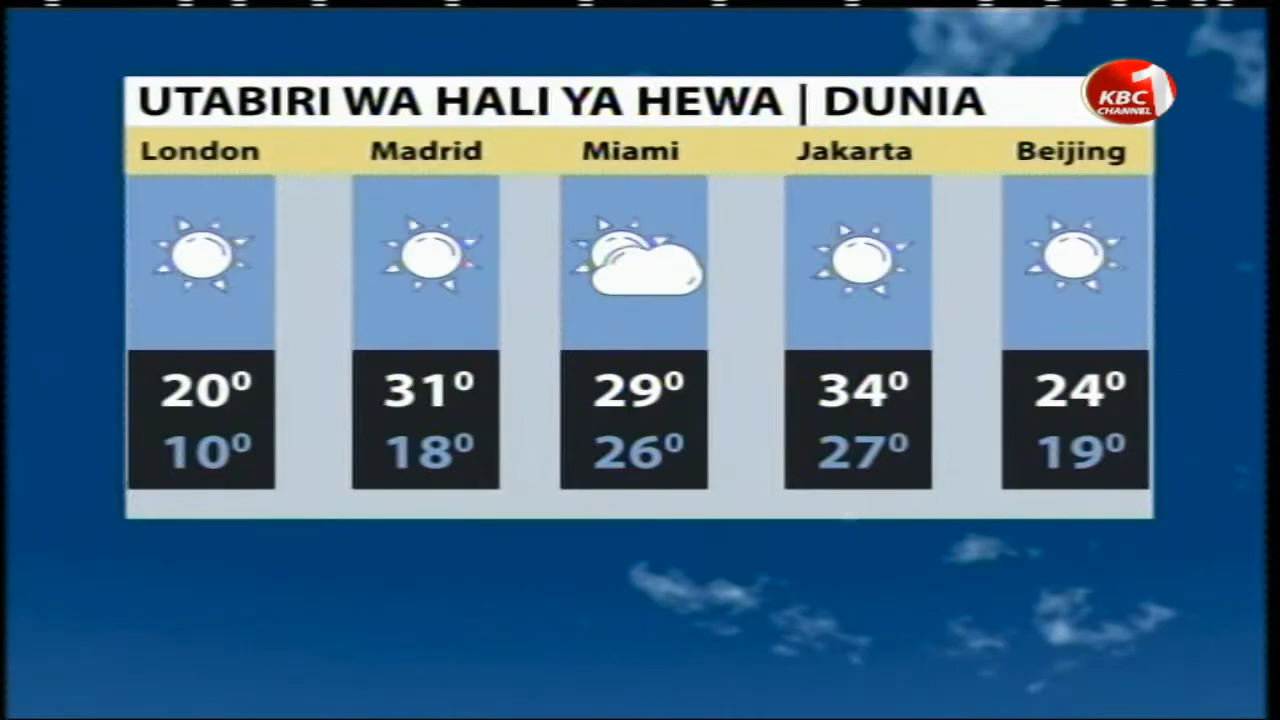 UTABIRI WA HALI YA HEWA | DUNIA
KBC 1
CHANNEL
London Madrid Miami Jakarta Beijing
20⁰ 31⁰ 29⁰ 34⁰ 24⁰
10⁰ 18⁰ 26⁰ 27⁰ 19⁰